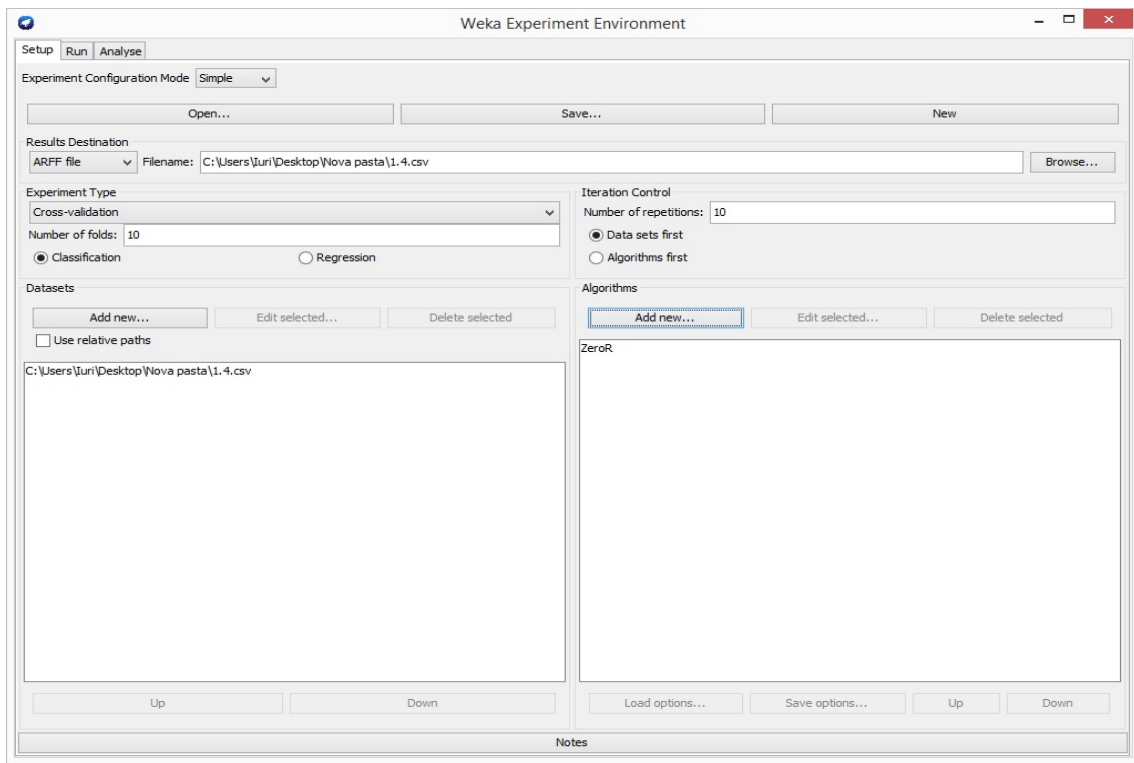 Weka Experiment Environment
Setup Run Analyse
Experiment Configuration Mode Simple
Open... Save... New
Results Destination
ARFF file Filename: C:\Users\Iuri\Desktop\Nova pasta\1.4.csv Browse...
Experiment Type
Cross-validation
Number of folds: 10
Classification Regression
Iteration Control
Number of repetitions: 10
Data sets first
Algorithms first
Datasets
Add new... Edit selected... Delete selected
Use relative paths
C:\Users\Iuri\Desktop\Nova pasta\1.4.csv
Up Down
Algorithms
Add new... Edit selected... Delete selected
ZeroR
Load options... Save options... Up Down
Notes